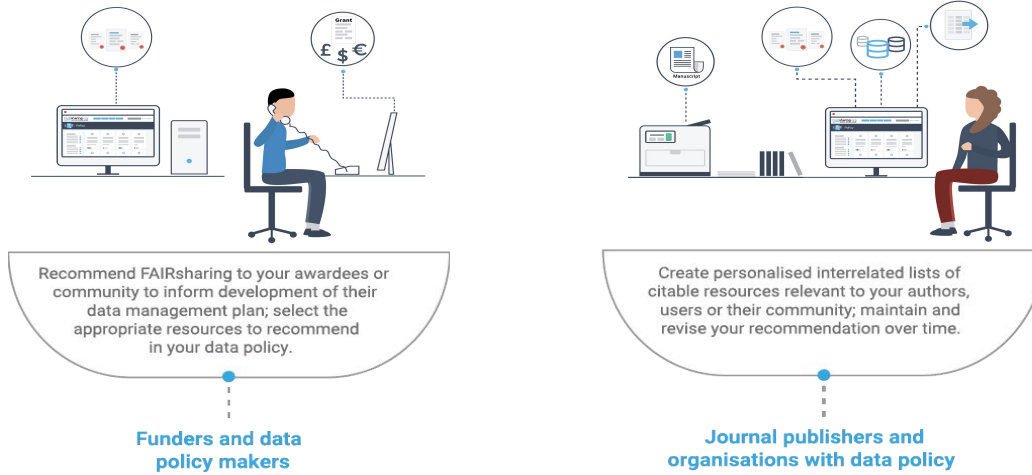 Grant
£ $ €
Manuscript
Policy
Policy
Recommend FAIRsharing to your awardees or
community to inform development of their
data management plan; select the
appropriate resources to recommend
in your data policy.
Create personalised interrelated lists of
citable resources relevant to your authors,
users or their community; maintain and
revise your recommendation over time.
Funders and data
policy makers
Journal publishers and
organisations with data policy